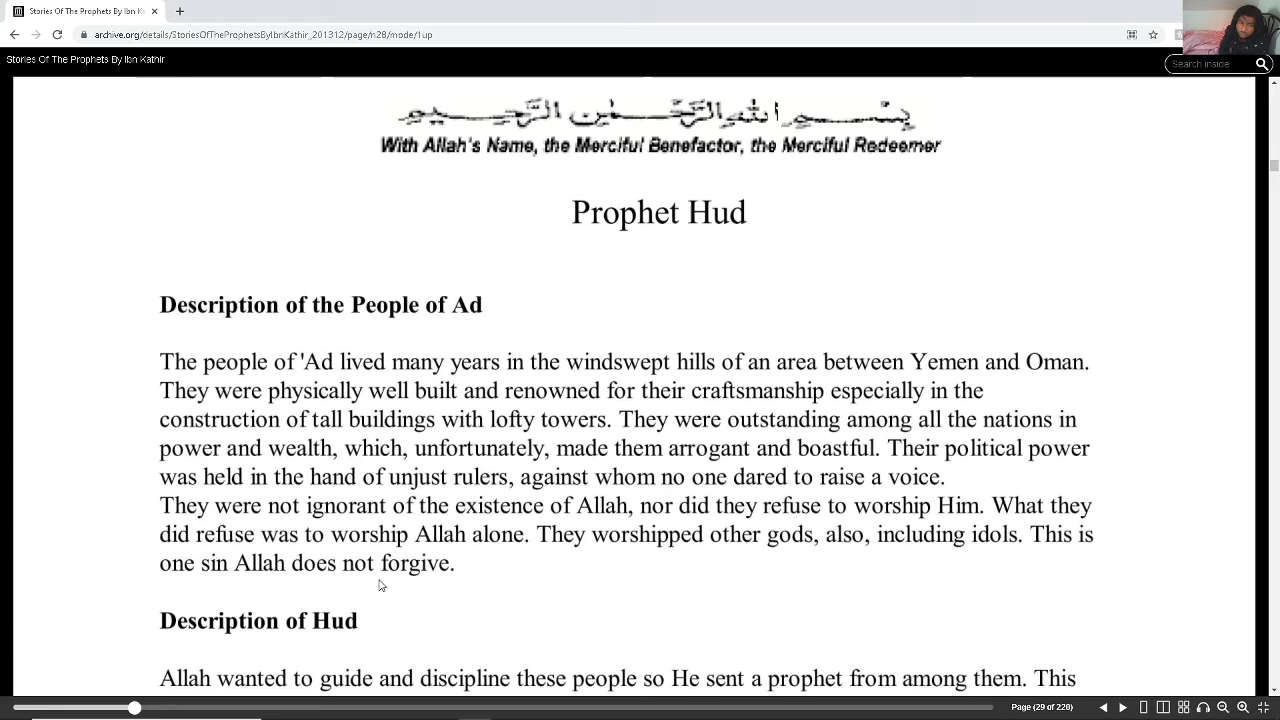 Stories Of The Prophets By Ibn K
archive.org/details/StoriesOfTheProphetsByIbnKathir_201312/page/n28/mode/1up
Stories Of The Prophets By Ibn Kathir
Search inside
بِسْمِ اللهِ الرَّحْمٰنِ الرَّحِيمِ
With Allah's Name, the Merciful Benefactor, the Merciful Redeemer
Prophet Hud
Description of the People of Ad
The people of 'Ad lived many years in the windswept hills of an area between Yemen and Oman.
They were physically well built and renowned for their craftsmanship especially in the
construction of tall buildings with lofty towers. They were outstanding among all the nations in
power and wealth, which, unfortunately, made them arrogant and boastful. Their political power
was held in the hand of unjust rulers, against whom no one dared to raise a voice.
They were not ignorant of the existence of Allah, nor did they refuse to worship Him. What they
did refuse was to worship Allah alone. They worshipped other gods, also, including idols. This is
one sin Allah does not forgive.
Description of Hud
Allah wanted to guide and discipline these people so He sent a prophet from among them. This
Page (29 of 228)